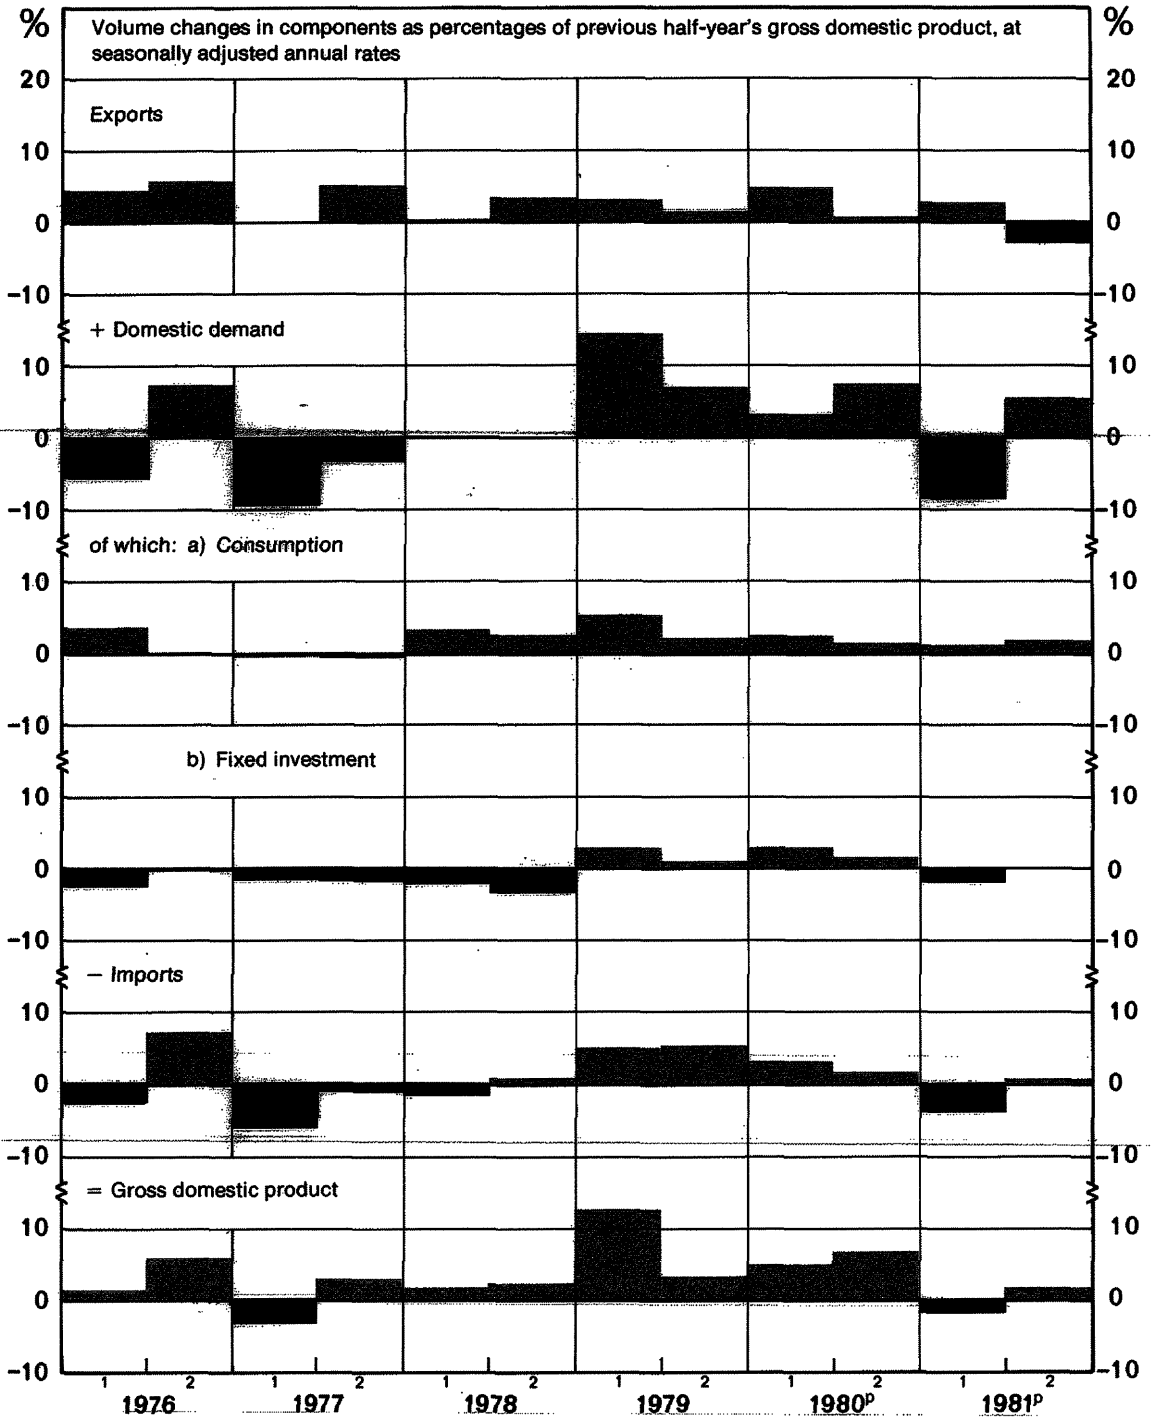 % %
Volume changes in components as percentages of previous half-year's gross domestic product, at
seasonally adjusted annual rates
20 20
Exports
10 10
0 0
-10 -10
+ Domestic demand
10 10
0 0
-10 -10
of which: a) Consumption
10 10
0 0
-10 -10
b) Fixed investment
10 10
0 0
-10 -10
− Imports
10 10
0 0
-10 -10
= Gross domestic product
10 10
0 0
-10 -10
1 2 1 2 1 2 1 2 1 2 1 2
1976 1977 1978 1979 1980p 1981p